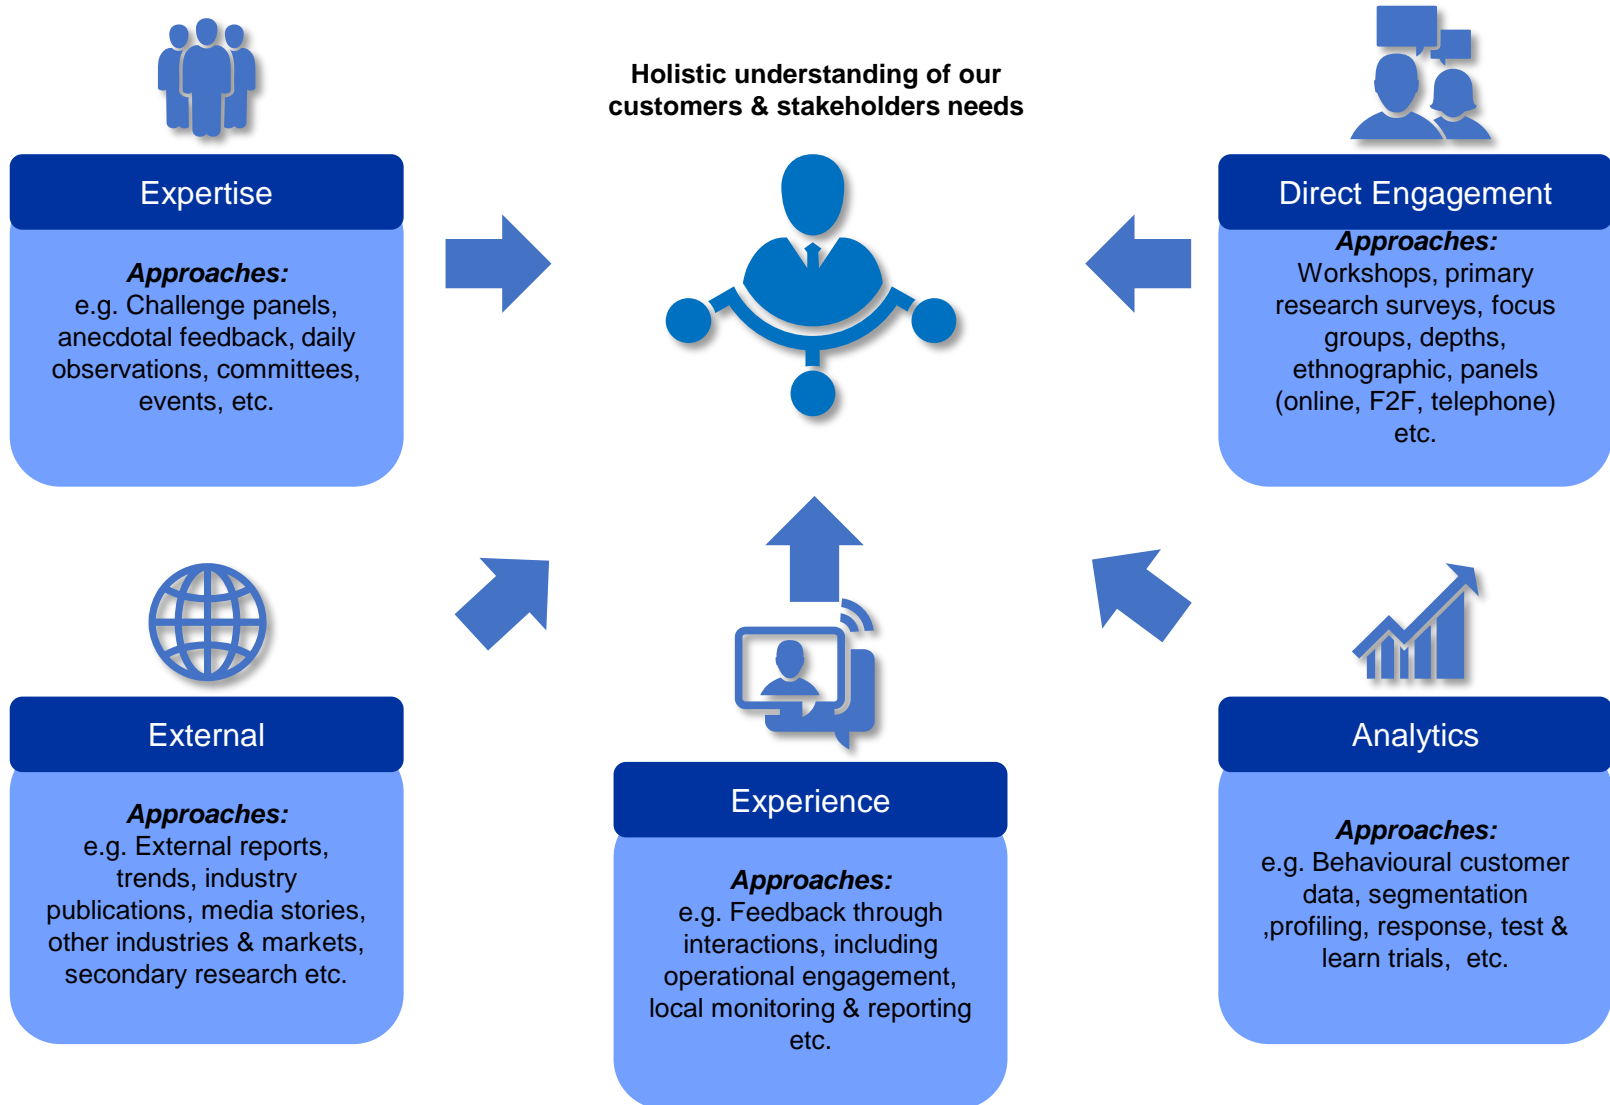 Holistic understanding of our
customers & stakeholders needs
Expertise
Approaches:
e.g. Challenge panels,
anecdotal feedback, daily
observations, committees,
events, etc.
Direct Engagement
Approaches:
Workshops, primary
research surveys, focus
groups, depths,
ethnographic, panels
(online, F2F, telephone)
etc.
External
Approaches:
e.g. External reports,
trends, industry
publications, media stories,
other industries & markets,
secondary research etc.
Experience
Approaches:
e.g. Feedback through
interactions, including
operational engagement,
local monitoring & reporting
etc.
Analytics
Approaches:
e.g. Behavioural customer
data, segmentation
,profiling, response, test &
learn trials,  etc.